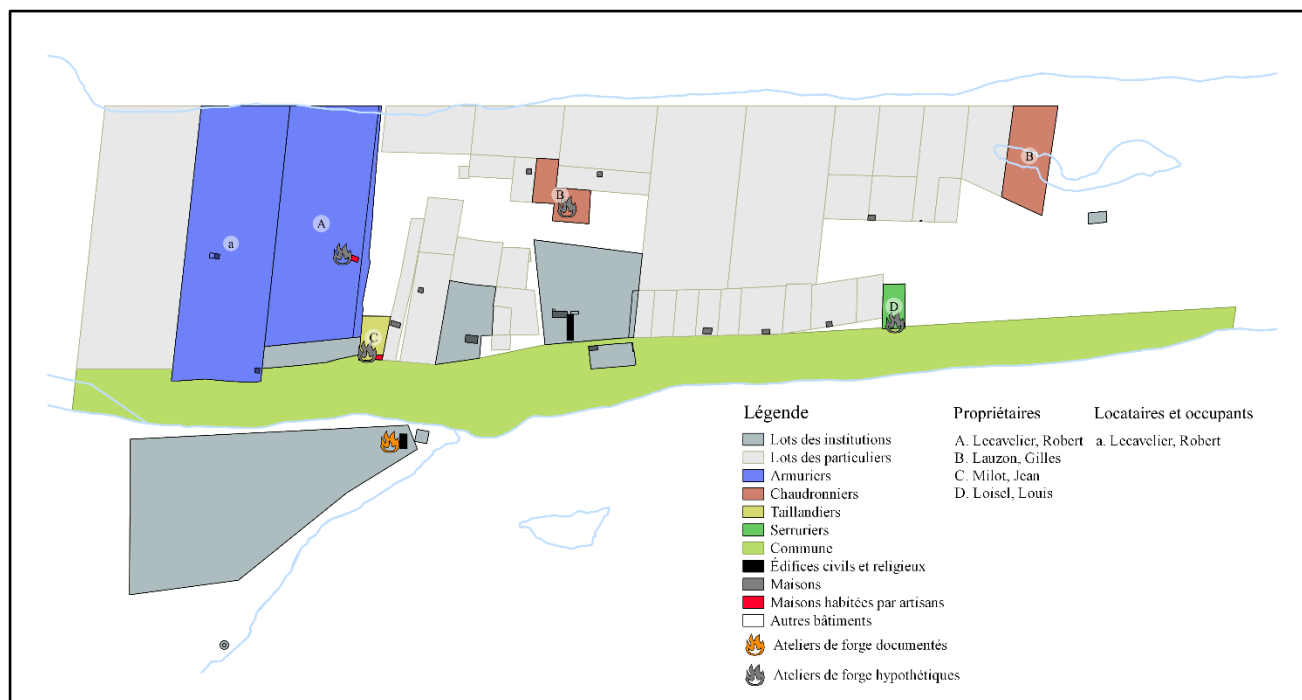 B
B
A
a
D
C
Légende
Lots des institutions
Lots des particuliers
Armuriers
Chaudronniers
Taillandiers
Serruriers
Commune
Édifices civils et religieux
Maisons
Maisons habitées par artisans
Autres bâtiments
Ateliers de forge documentés
Ateliers de forge hypothétiques
Propriétaires
A. Lecavelier, Robert
B. Lauzon, Gilles
C. Milot, Jean
D. Loisel, Louis
Locataires et occupants
a. Lecavelier, Robert